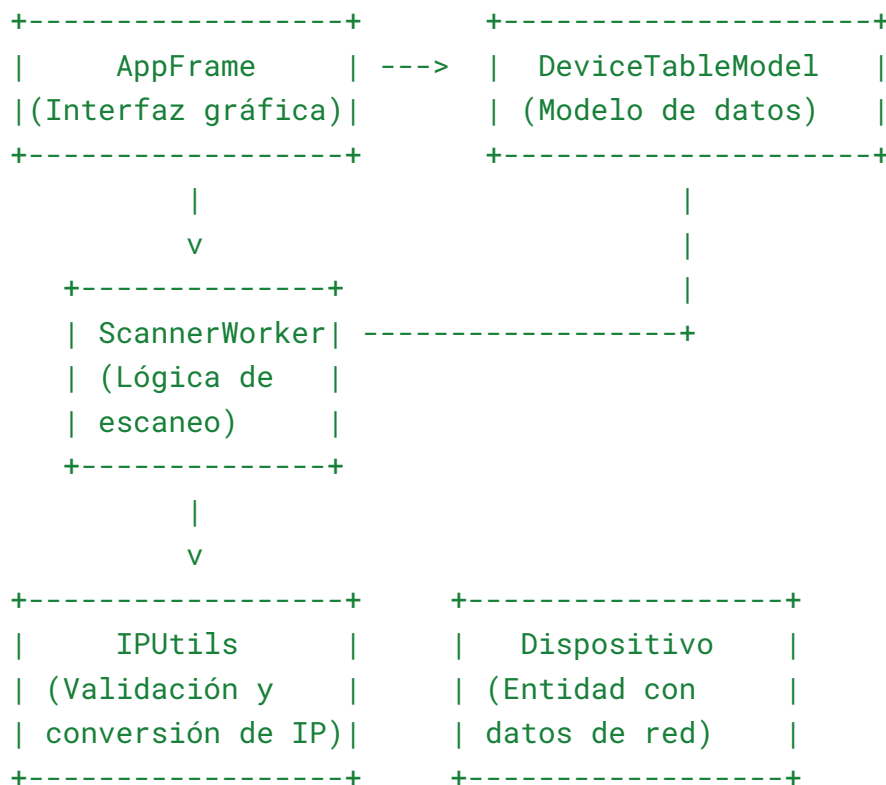 +-----------------+       +--------------------+
|     AppFrame     | --->  |  DeviceTableModel   |
|(Interfaz gráfica)|       | (Modelo de datos)   |
+-----------------+       +--------------------+
         |                          |
         v                          |
   +--------------+                 |
   | ScannerWorker| -----------------+
   | (Lógica de   |
   | escaneo)     |
   +--------------+
         |
         v
+-----------------+     +-----------------+
|     IPUtils      |     |   Dispositivo    |
| (Validación y    |     | (Entidad con     |
| conversión de IP)|     | datos de red)    |
+-----------------+     +-----------------+